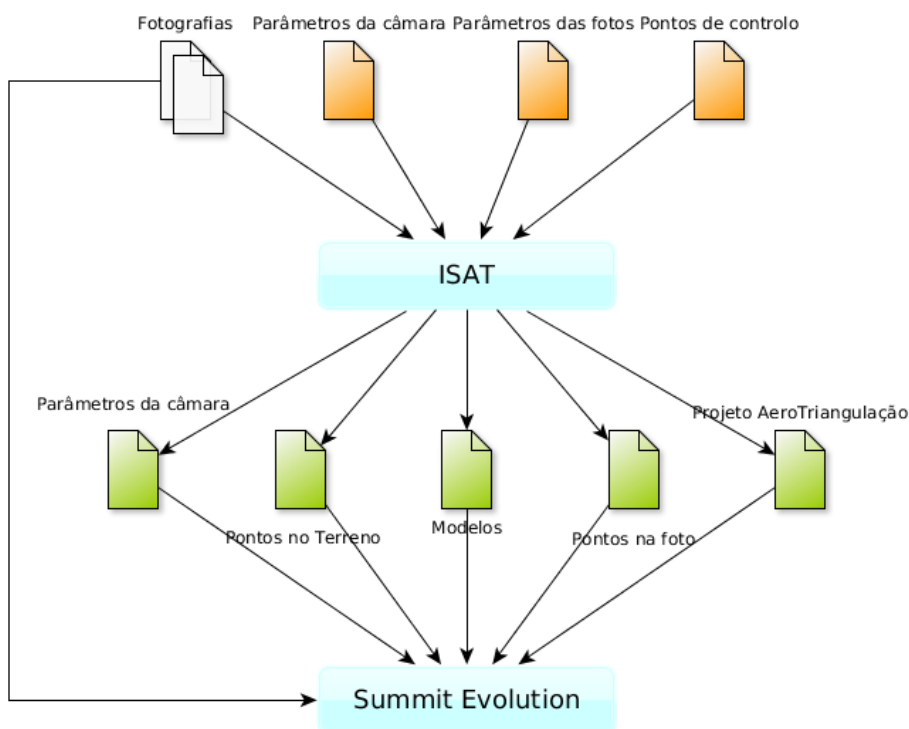 Fotografias
Parâmetros da câmara
Parâmetros das fotos
Pontos de controlo
ISAT
Parâmetros da câmara
Projeto AeroTriangulação
Pontos no Terreno
Modelos
Pontos na foto
Summit Evolution